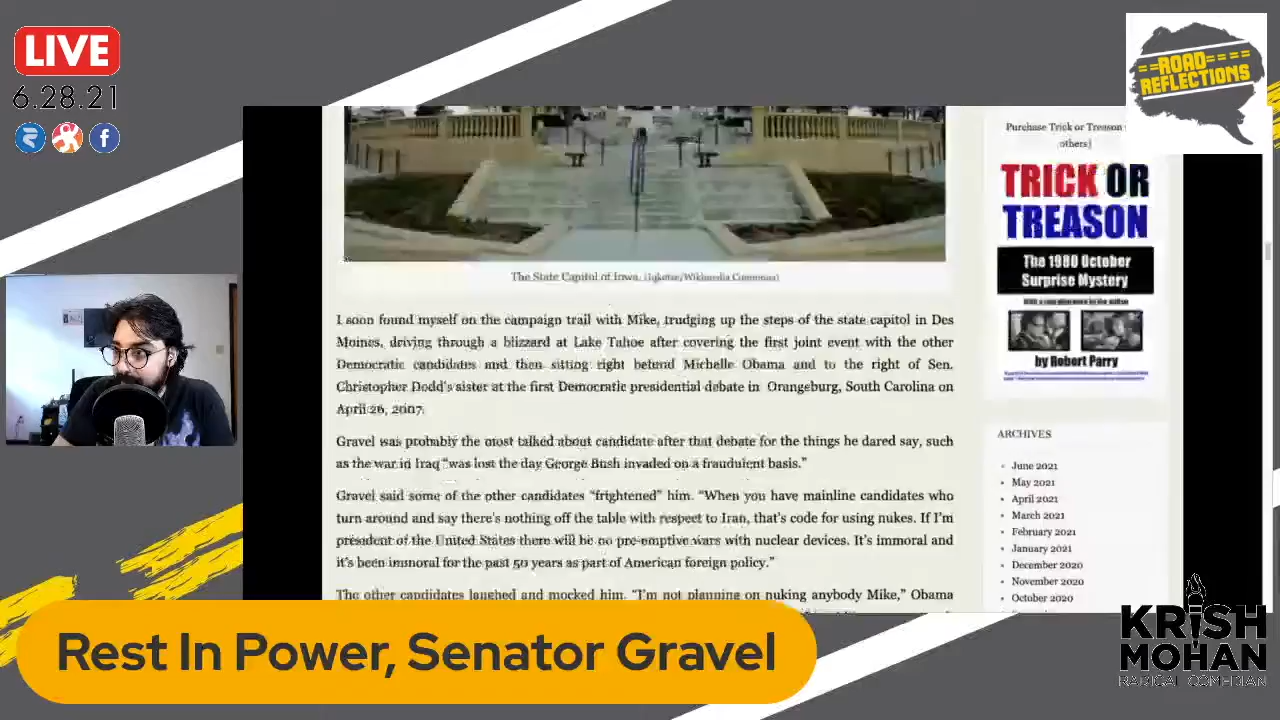 LIVE
6.28.21
==ROAD==
REFLECTIONS
Purchase Trick or Treason
others]
TRICK OR
TREASON
The 1980 October
Surprise Mystery
by Robert Parry
The State Capitol of Iowa.
I soon found myself on the campaign trail with Mike, trudging up the steps of the state capitol in Des
Moines, driving through a blizzard at Lake Tahoe after covering the first joint event with the other
Democratic candidates and then sitting right behind Michelle Obama and to the right of Sen.
Christopher Dodd's sister at the first Democratic presidential debate in Orangeburg, South Carolina on
April 26, 2007.
Gravel was probably the most talked about candidate after that debate for the things he dared say, such
as the war in Iraq "was lost the day George Bush invaded on a fraudulent basis."
Gravel said some of the other candidates "frightened" him. "When you have mainline candidates who
turn around and say there's nothing off the table with respect to Iran, that's code for using nukes. If I'm
president of the United States there will be no pre-emptive wars with nuclear devices. It's immoral and
it's been immoral for the past 50 years as part of American foreign policy."
The other candidates laughed and mocked him. "I'm not planning on nuking anybody Mike," Obama
ARCHIVES
June 2021
May 2021
April 2021
March 2021
February 2021
January 2021
December 2020
November 2020
October 2020
Rest In Power, Senator Gravel
KRISH
MOHAN
RADICAL COMEDIAN